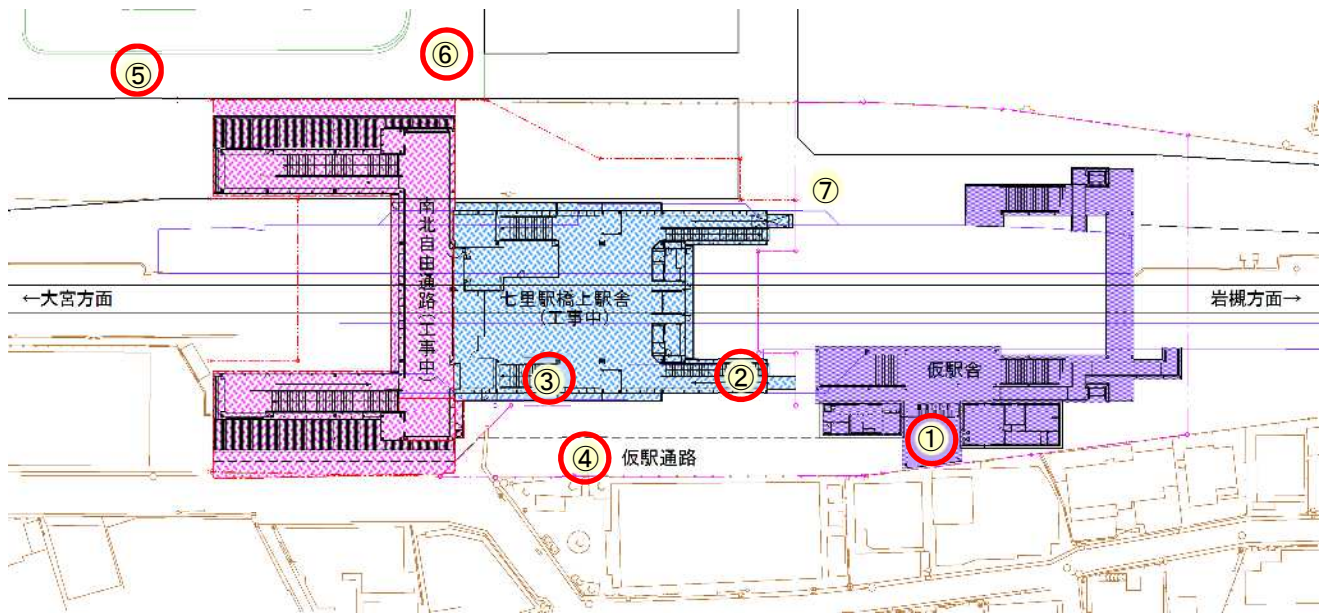 ⑥
⑤
⑦
南北自由通路(工事中)
←大宮方面
七里駅橋上駅舎
(工事中)
岩槻方面→
仮駅舎
③
②
①
④
仮駅通路